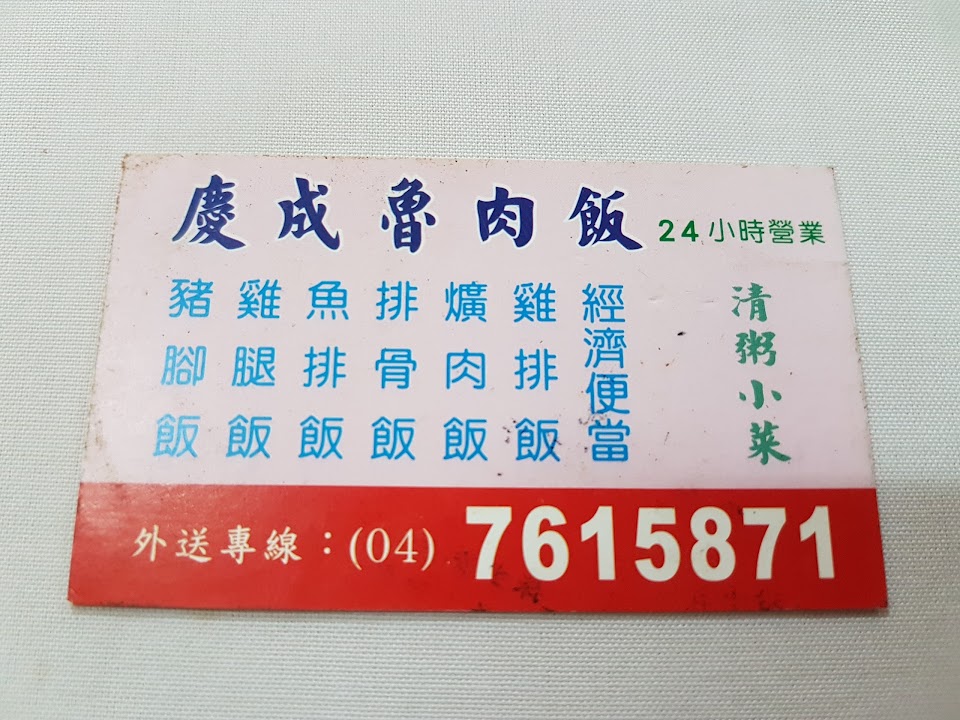 慶成魯肉飯
24小時營業
清粥小菜
經濟便當
雞排飯
爌肉飯
排骨飯
魚排飯
雞腿飯
豬腳飯
外送專線:(04) 7615871